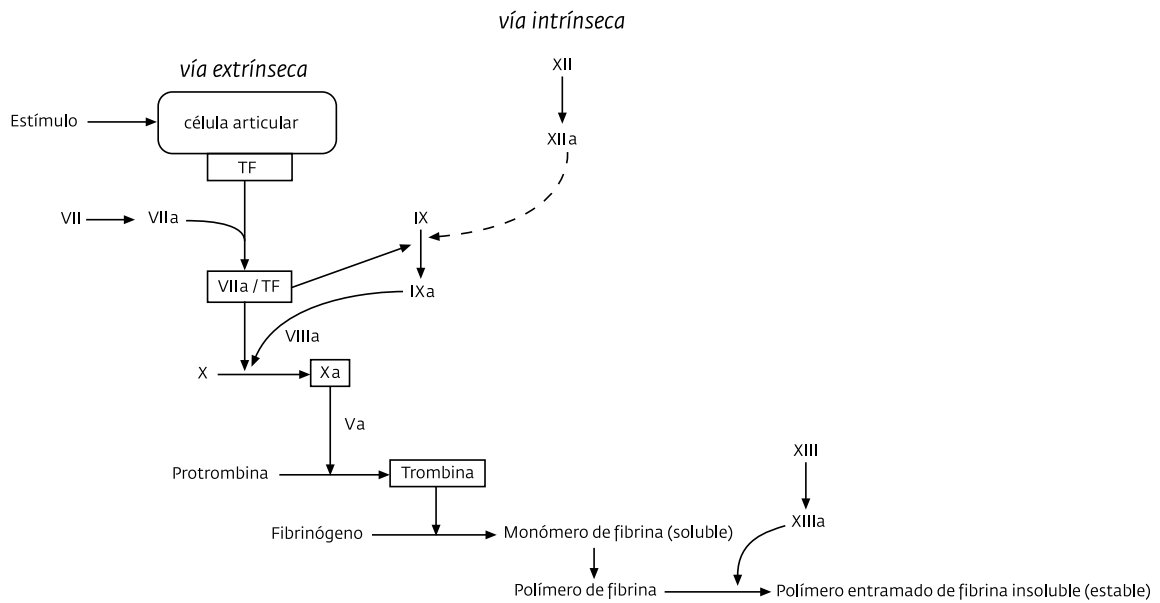 vía intrínseca
XII
vía extrínseca
Estímulo
célula articular
XIIa
TF
VII
VIIa
IX
VIIa / TF
IXa
VIIIa
X
Xa
Va
XIII
Protrombina
Trombina
XIIIa
Fibrinógeno
Monómero de fibrina (soluble)
Polímero de fibrina
Polímero entramado de fibrina insoluble (estable)